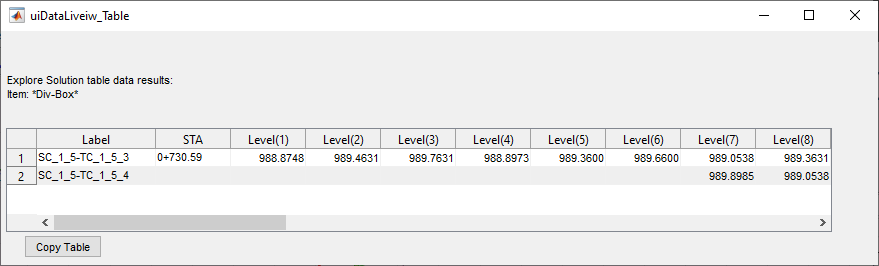 uiDataLiveiw_Table
Explore Solution table data results:
Item: *Div-Box*
Label STA Level(1) Level(2) Level(3) Level(4) Level(5) Level(6) Level(7) Level(8)
1 SC_1_5-TC_1_5_3 0+730.59 988.8748 989.4631 989.7631 988.8973 989.3600 989.6600 989.0538 989.3631
2 SC_1_5-TC_1_5_4 989.8985 989.0538
Copy Table